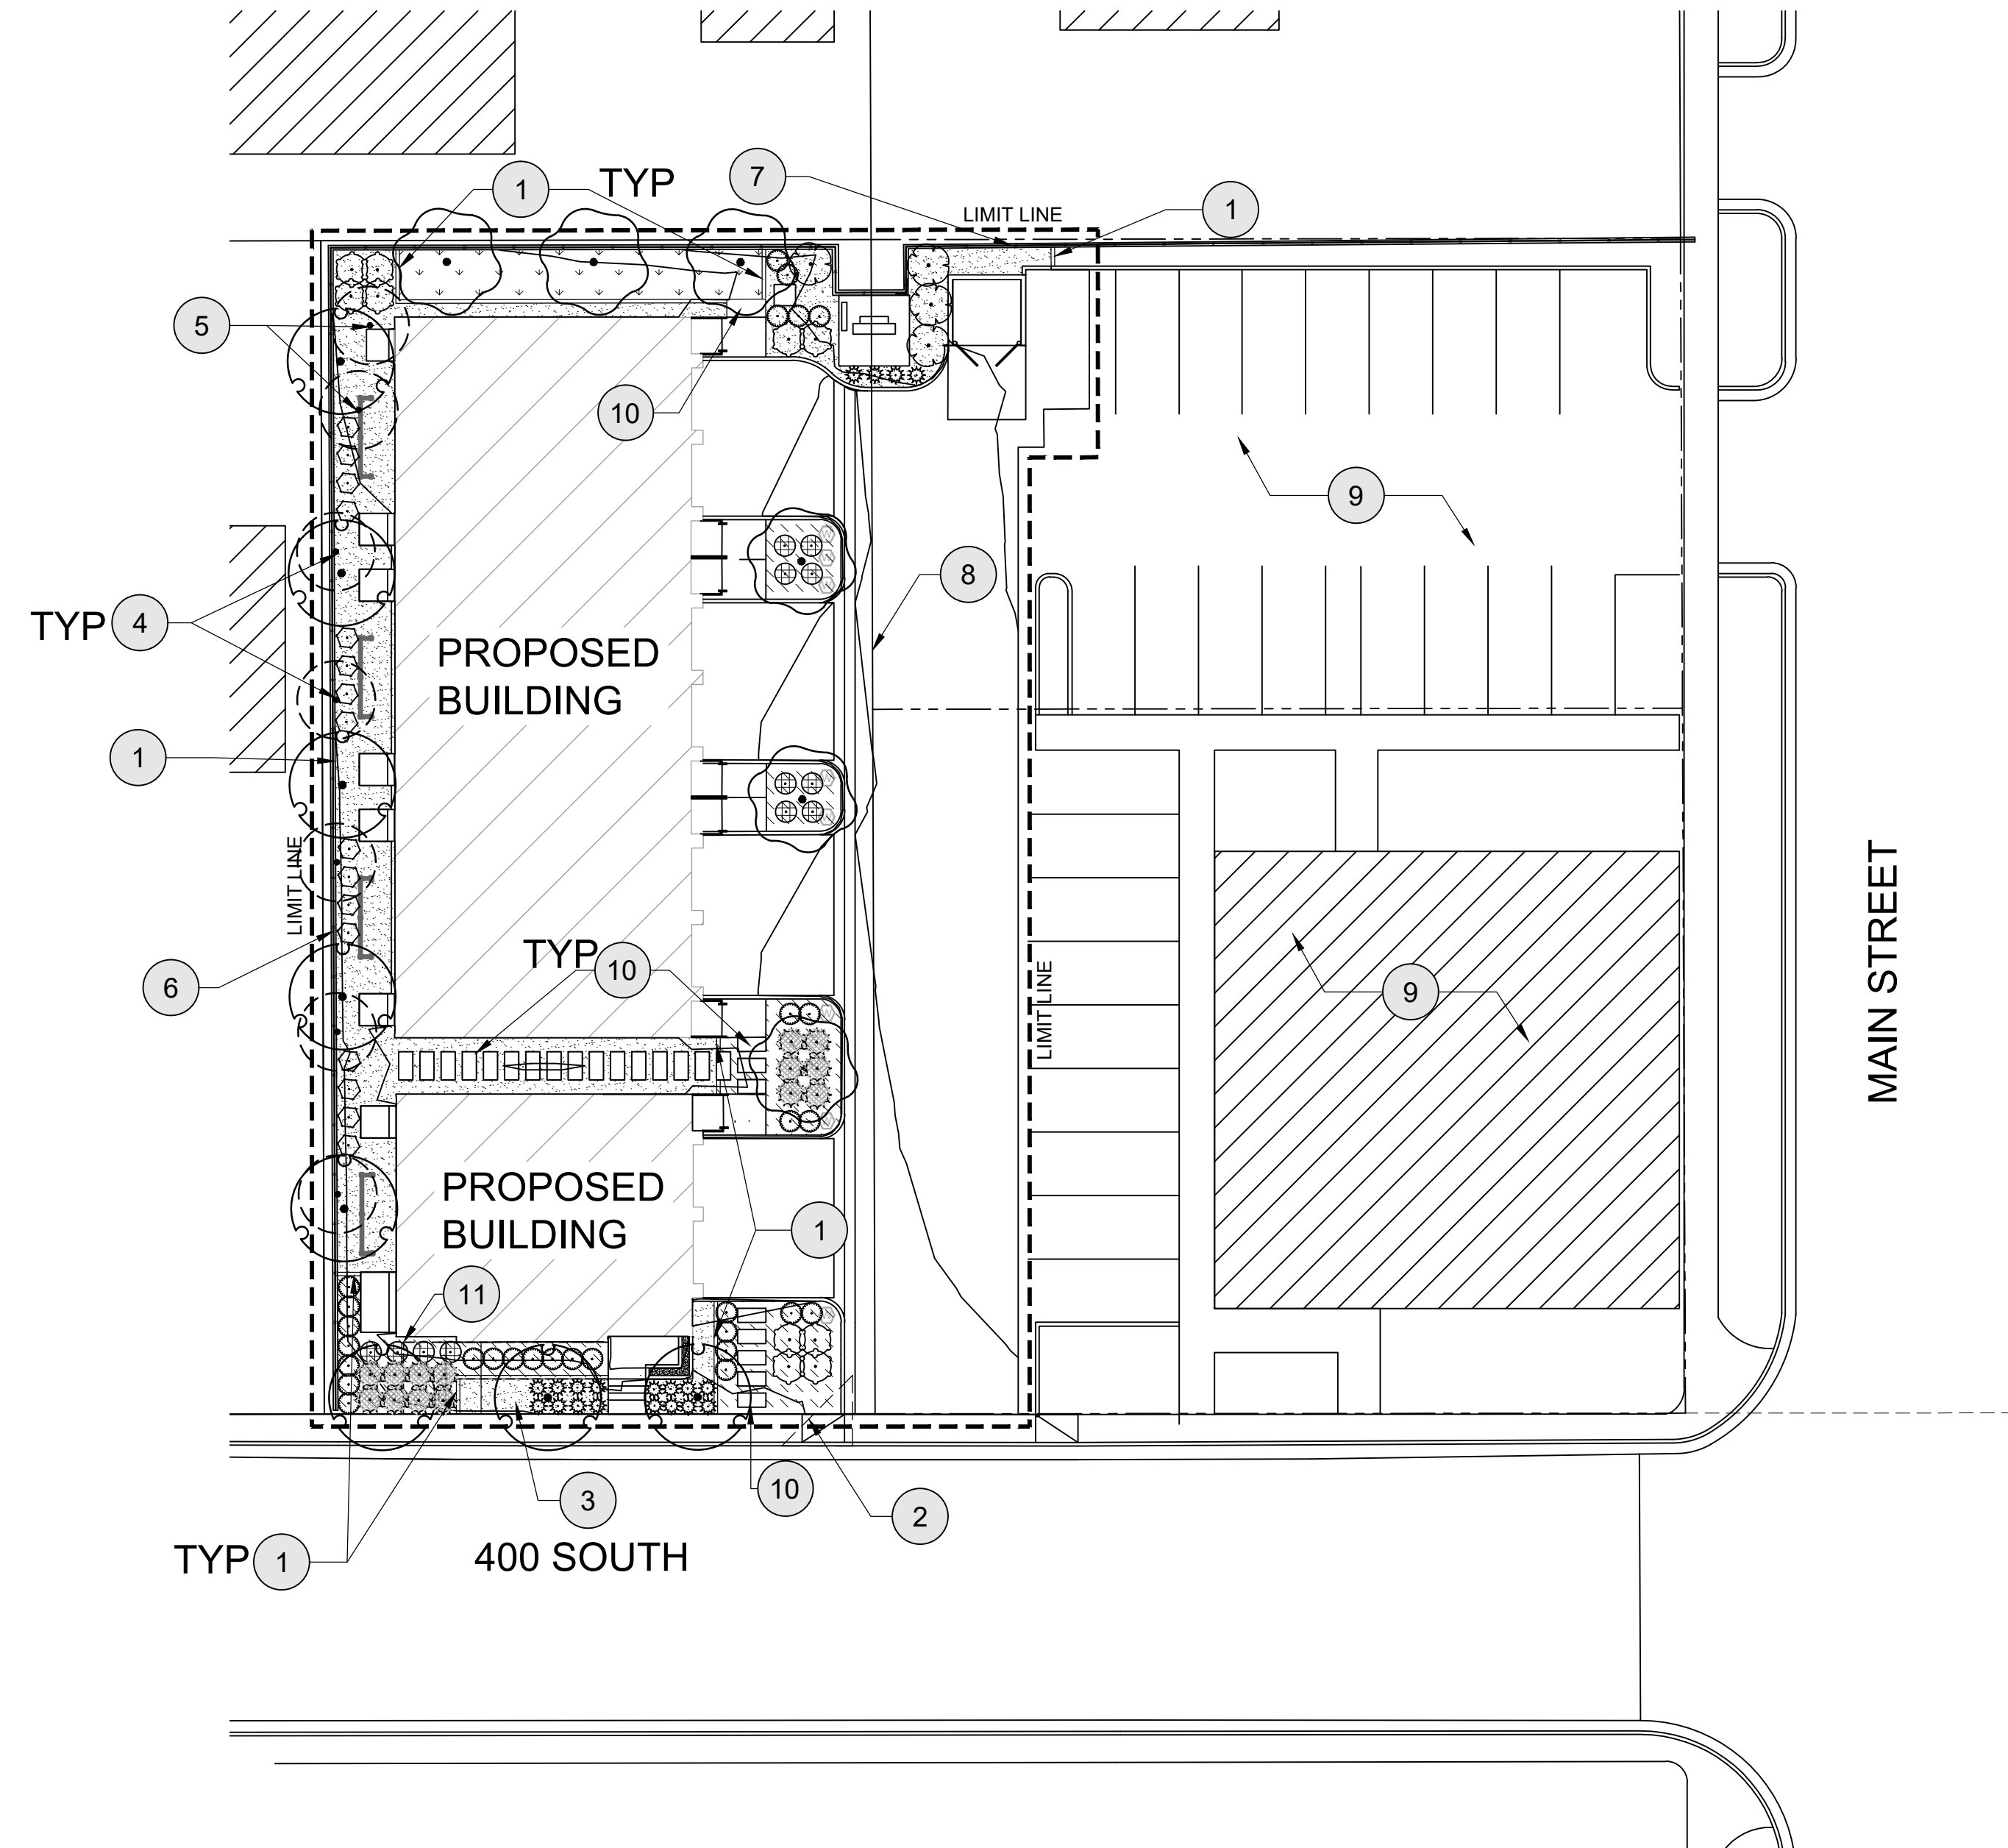 1 TYP
7
LIMIT LINE
1
5
10
9
8
TYP 4
PROPOSED
BUILDING
1
LIMIT LINE
TYP 10
6
LIMIT LINE
9
MAIN STREET
PROPOSED
BUILDING
1
11
3
10
2
TYP 1
400 SOUTH